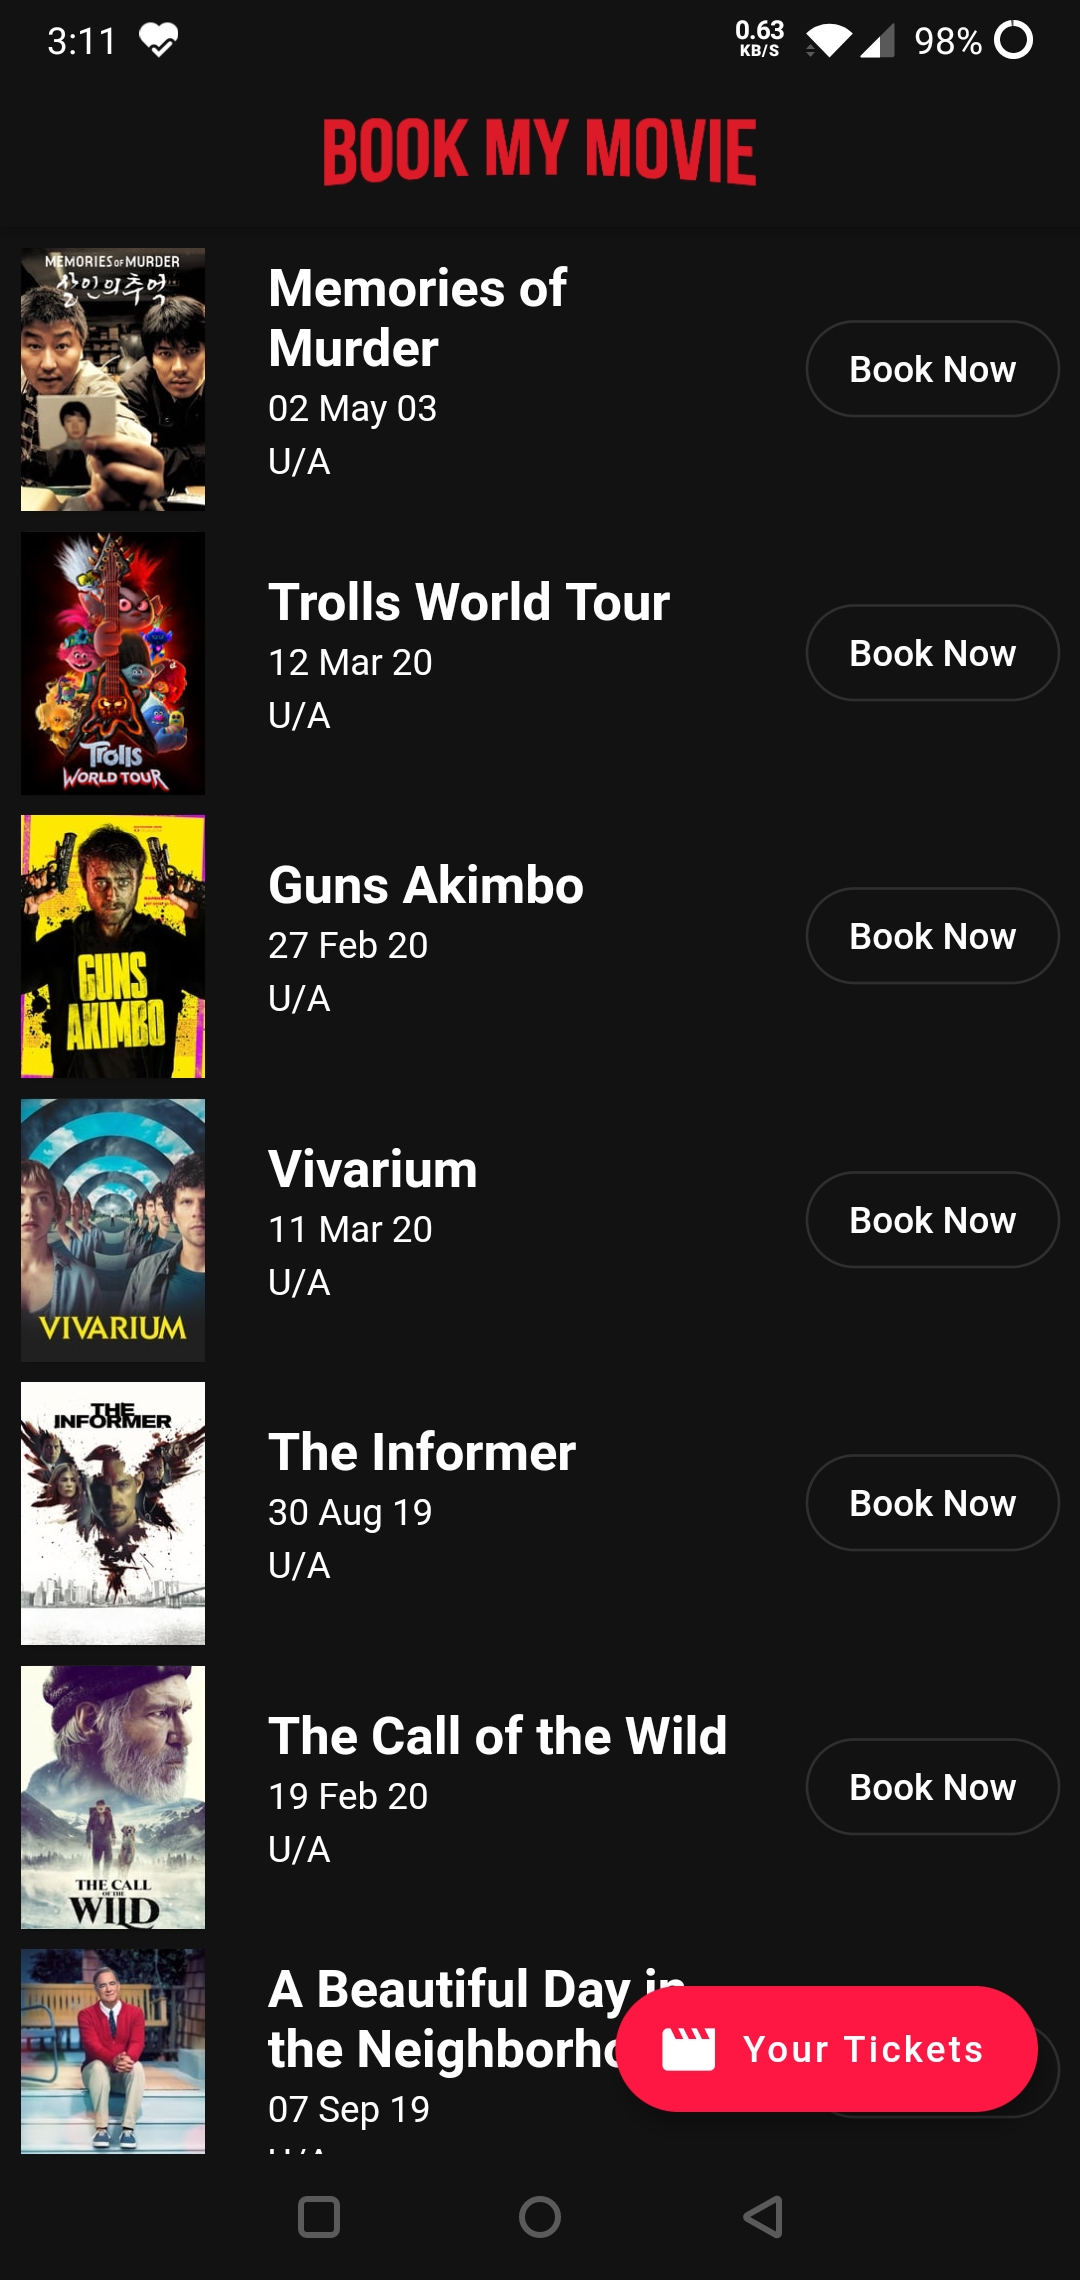 3:11
0.63
KB/S
98%
BOOK MY MOVIE
MEMORIES OF MURDER
살인의추억
Memories of
Murder
02 May 03
U/A
Book Now
Trolls
WORLD TOUR
Trolls World Tour
12 Mar 20
U/A
Book Now
GUNS
AKIMBO
Guns Akimbo
27 Feb 20
U/A
Book Now
VIVARIUM
Vivarium
11 Mar 20
U/A
Book Now
THE
INFORMER
The Informer
30 Aug 19
U/A
Book Now
THE CALL
OF THE
WILD
The Call of the Wild
19 Feb 20
U/A
Book Now
A Beautiful Day in
the Neighborho
07 Sep 19
Your Tickets